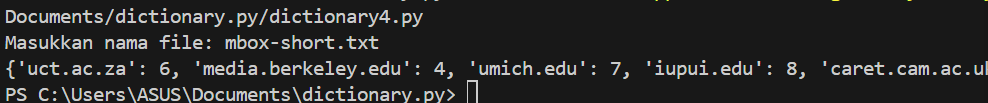 Documents/dictionary.py/dictionary4.py
Masukkan nama file: mbox-short.txt
{'uct.ac.za': 6, 'media.berkeley.edu': 4, 'umich.edu': 7, 'iupui.edu': 8, 'caret.cam.ac.u
PS C:\Users\ASUS\Documents\dictionary.py>